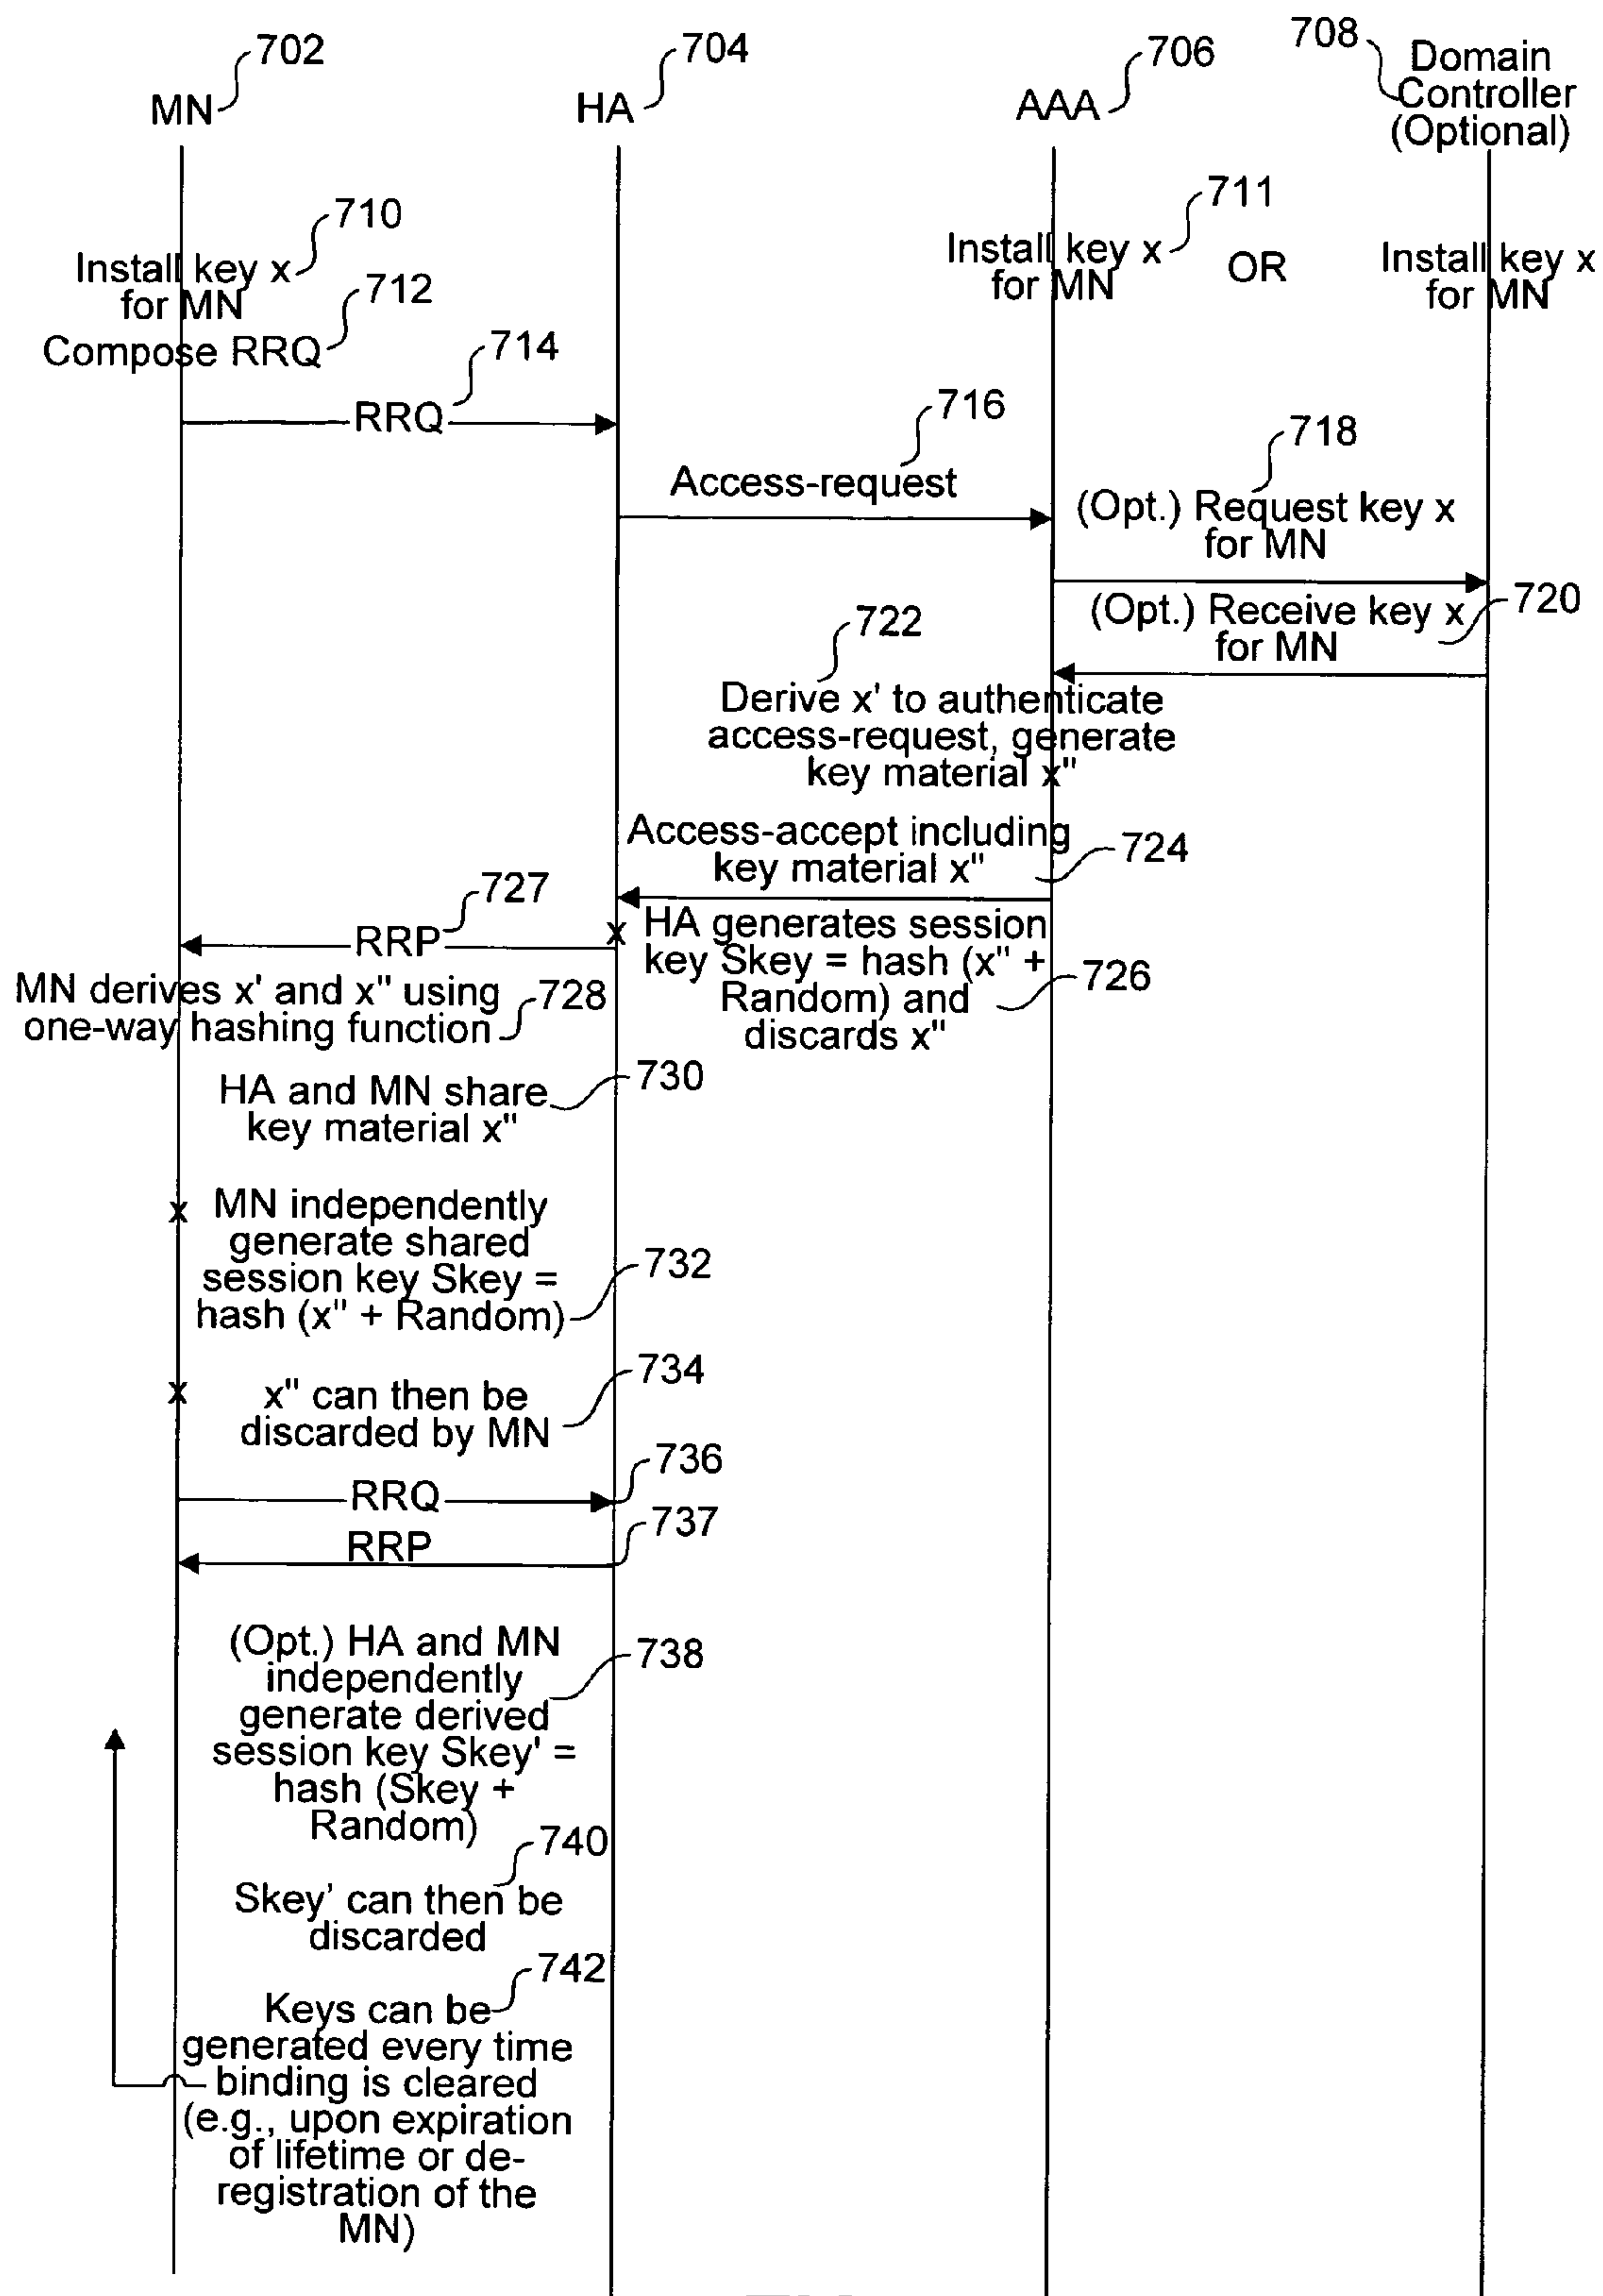 702
704
706
708
MN
HA
AAA
Domain
Controller
(Optional)
710
Install key x
for MN
712
Compose RRQ
711
Install key x
for MN
OR
Install key x
for MN
714
RRQ
716
Access-request
718
(Opt.) Request key x
for MN
720
(Opt.) Receive key x
for MN
722
Derive x' to authenticate
access-request, generate
key material x"
Access-accept including
key material x"
724
727
RRP
x
HA generates session
key Skey = hash (x" +
Random) and
discards x"
726
MN derives x' and x" using
one-way hashing function
728
HA and MN share
key material x"
730
x
MN independently
generate shared
session key Skey =
hash (x" + Random)
732
x
x" can then be
discarded by MN
734
736
RRQ
737
RRP
(Opt.) HA and MN
independently
generate derived
session key Skey' =
hash (Skey +
Random)
738
740
Skey' can then be
discarded
742
Keys can be
generated every time
binding is cleared
(e.g., upon expiration
of lifetime or de-
registration of the
MN)